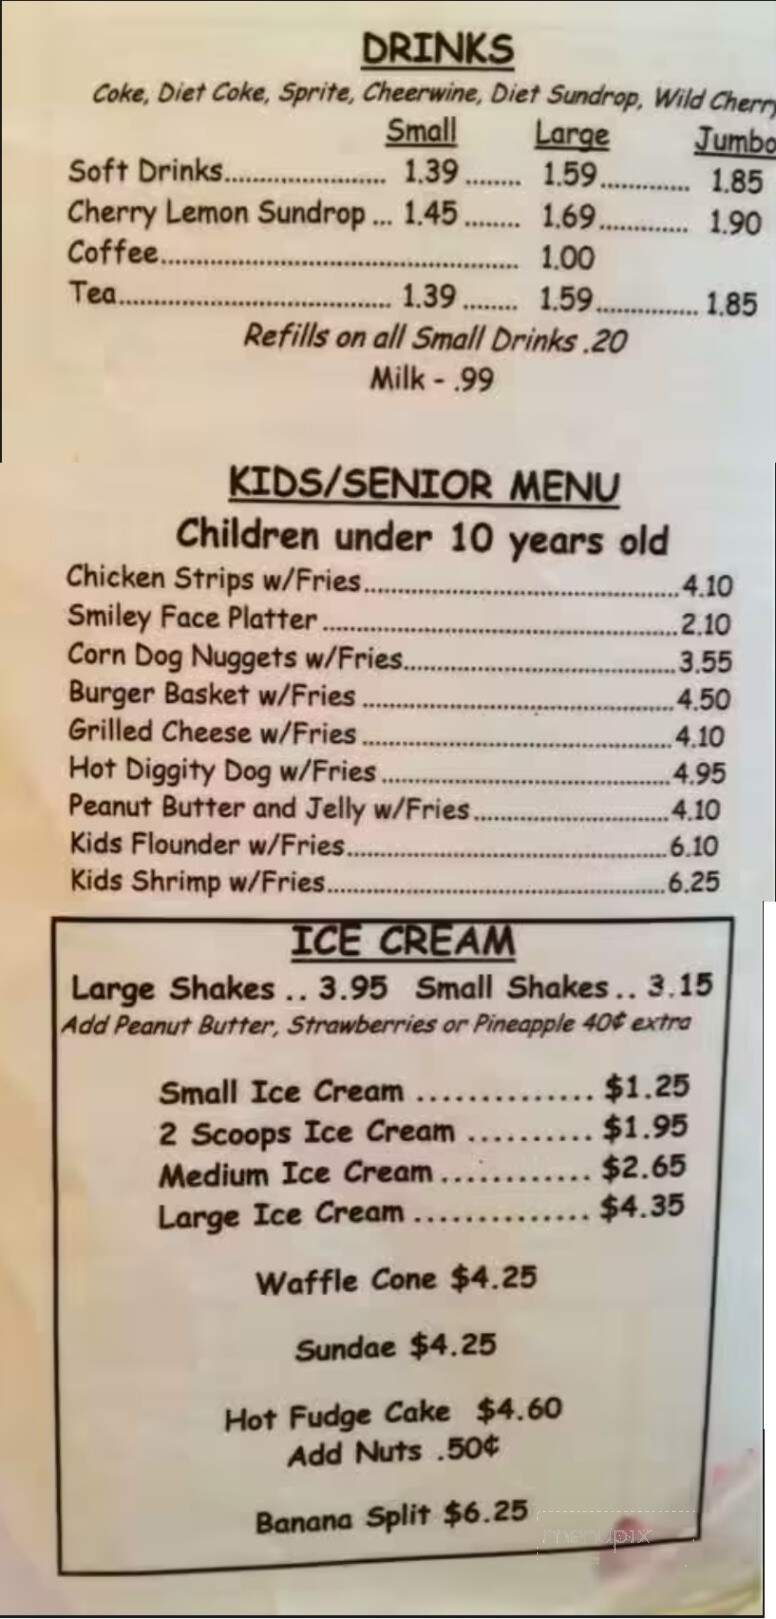 DRINKS
Coke, Diet Coke, Sprite, Cheerwine, Diet Sundrop, Wild Cherry
Small Large Jumbo
Soft Drinks..................... 1.39 ........ 1.59............. 1.85
Cherry Lemon Sundrop ... 1.45 ........ 1.69............. 1.90
Coffee................................................ 1.00
Tea..................................... 1.39 ........ 1.59............... 1.85
Refills on all Small Drinks .20
Milk - .99
KIDS/SENIOR MENU
Children under 10 years old
Chicken Strips w/Fries..........................................4.10
Smiley Face Platter ................................................2.10
Corn Dog Nuggets w/Fries.....................................3.55
Burger Basket w/Fries ..........................................4.50
Grilled Cheese w/Fries ..........................................4.10
Hot Diggity Dog w/Fries .......................................4.95
Peanut Butter and Jelly w/Fries..........................4.10
Kids Flounder w/Fries...........................................6.10
Kids Shrimp w/Fries..............................................6.25
ICE CREAM
Large Shakes .. 3.95 Small Shakes .. 3.15
Add Peanut Butter, Strawberries or Pineapple 40¢ extra
Small Ice Cream .............. $1.25
2 Scoops Ice Cream .......... $1.95
Medium Ice Cream ............ $2.65
Large Ice Cream .............. $4.35
Waffle Cone $4.25
Sundae $4.25
Hot Fudge Cake $4.60
Add Nuts .50¢
Banana Split $6.25
menupix